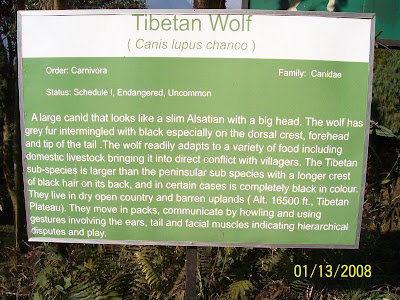 Tibetan Wolf
( Canis lupus chanco )
Order: Carnivora Family: Canidae
Status: Schedule I, Endangered, Uncommon
A large canid that looks like a slim Alsatian with a big head. The wolf has
grey fur intermingled with black especially on the dorsal crest, forehead
and tip of the tail .The wolf readily adapts to a variety of food including
domestic livestock bringing it into direct conflict with villagers. The Tibetan
sub-species is larger than the peninsular sub species with a longer crest
of black hair on its back, and in certain cases is completely black in colour.
They live in dry open country and barren uplands ( Alt. 16500 ft., Tibetan
Plateau). They move in packs, communicate by howling and using
gestures involving the ears, tail and facial muscles indicating hierarchical
disputes and play.
01/13/2008